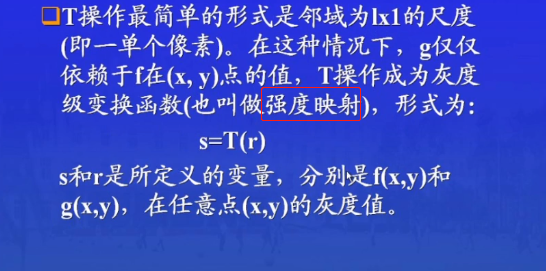 ❑T操作最简单的形式是邻域为lx1的尺度
(即一单个像素)。在这种情况下，g仅仅
依赖于f在(x, y)点的值，T操作成为灰度
级变换函数(也叫做强度映射)，形式为：
s=T(r)
s和r是所定义的变量，分别是f(x,y)和
g(x,y)，在任意点(x,y)的灰度值。